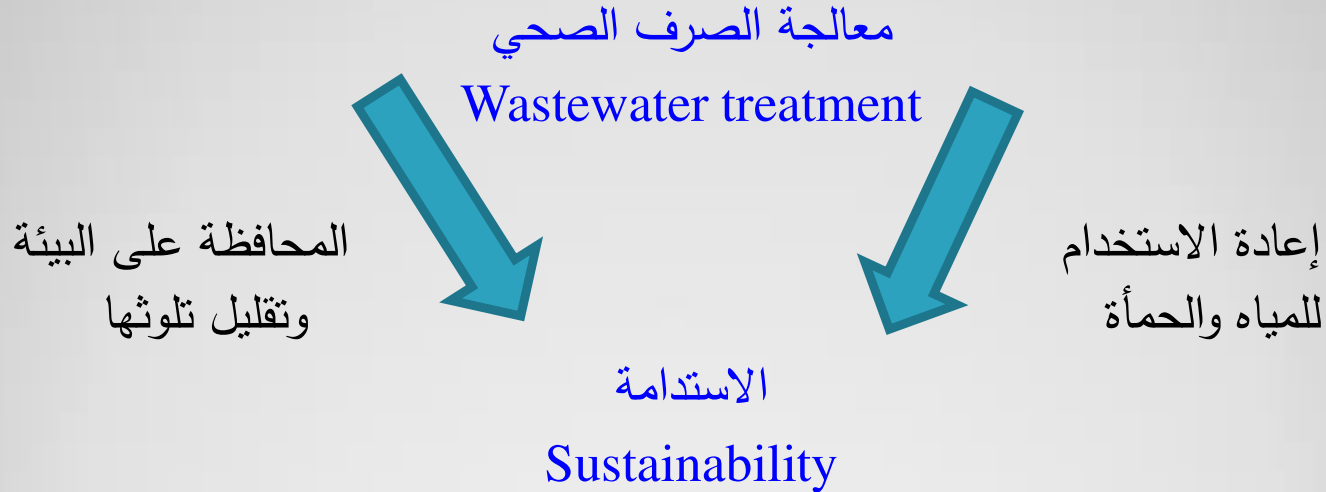 معالجة الصرف الصحي
Wastewater treatment
إعادة الاستخدام
للمياه والحمأة
المحافظة على البيئة
وتقليل تلوثها
الاستدامة
Sustainability